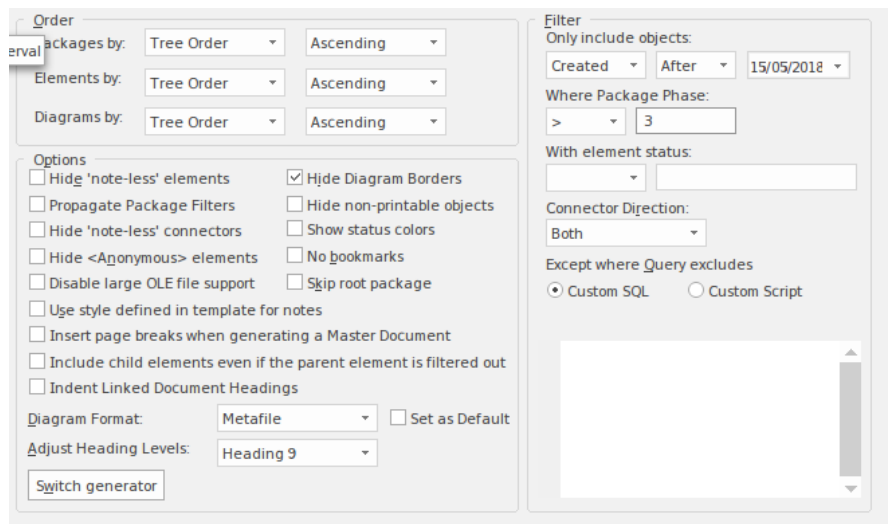 Order
erval
ackages by: Tree Order Ascending
Elements by: Tree Order Ascending
Diagrams by: Tree Order Ascending
Options
Hide 'note-less' elements
Hide Diagram Borders
Propagate Package Filters
Hide non-printable objects
Hide 'note-less' connectors
Show status colors
Hide <Anonymous> elements
No bookmarks
Disable large OLE file support
Skip root package
Use style defined in template for notes
Insert page breaks when generating a Master Document
Include child elements even if the parent element is filtered out
Indent Linked Document Headings
Diagram Format: Metafile Set as Default
Adjust Heading Levels: Heading 9
Switch generator
Filter
Only include objects:
Created After 15/05/2018
Where Package Phase:
> 3
With element status:
Connector Direction:
Both
Except where Query excludes
Custom SQL Custom Script